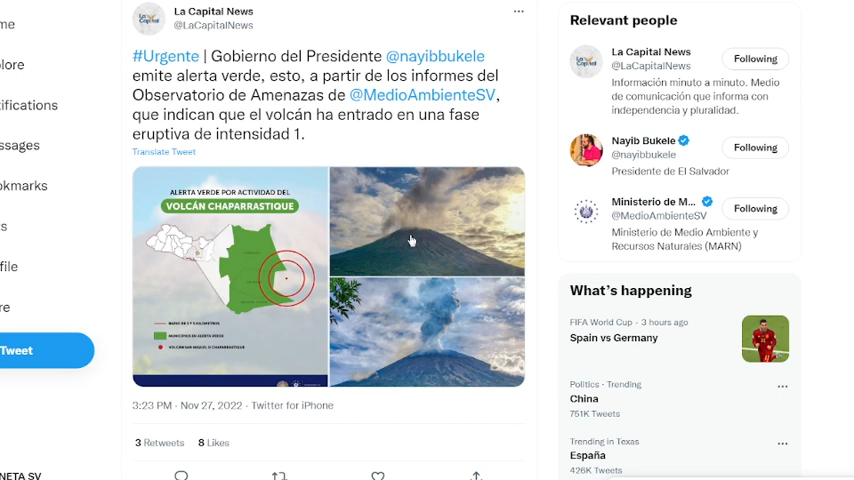 me
lore
tifications
ssages
okmarks
s
file
re
Tweet
NETA SV
La Capital News
@LaCapitalNews
#Urgente | Gobierno del Presidente @nayibbukele
emite alerta verde, esto, a partir de los informes del
Observatorio de Amenazas de @MedioAmbienteSV,
que indican que el volcán ha entrado en una fase
eruptiva de intensidad 1.
Translate Tweet
ALERTA VERDE POR ACTIVIDAD DEL
VOLCÁN CHAPARRASTIQUE
MUNICIPIOS EN ALERTA VERDE
3:23 PM · Nov 27, 2022 · Twitter for iPhone
3 Retweets 8 Likes
Relevant people
La Capital News
@LaCapitalNews
Following
Información minuto a minuto. Medio
de comunicación que informa con
independencia y pluralidad.
Nayib Bukele
@nayibbukele
Following
Presidente de El Salvador
Ministerio de M...
@MedioAmbienteSV
Following
Ministerio de Medio Ambiente y
Recursos Naturales (MARN)
What's happening
FIFA World Cup · 3 hours ago
Spain vs Germany
Politics · Trending
China
751K Tweets
Trending in Texas
España
426K Tweets